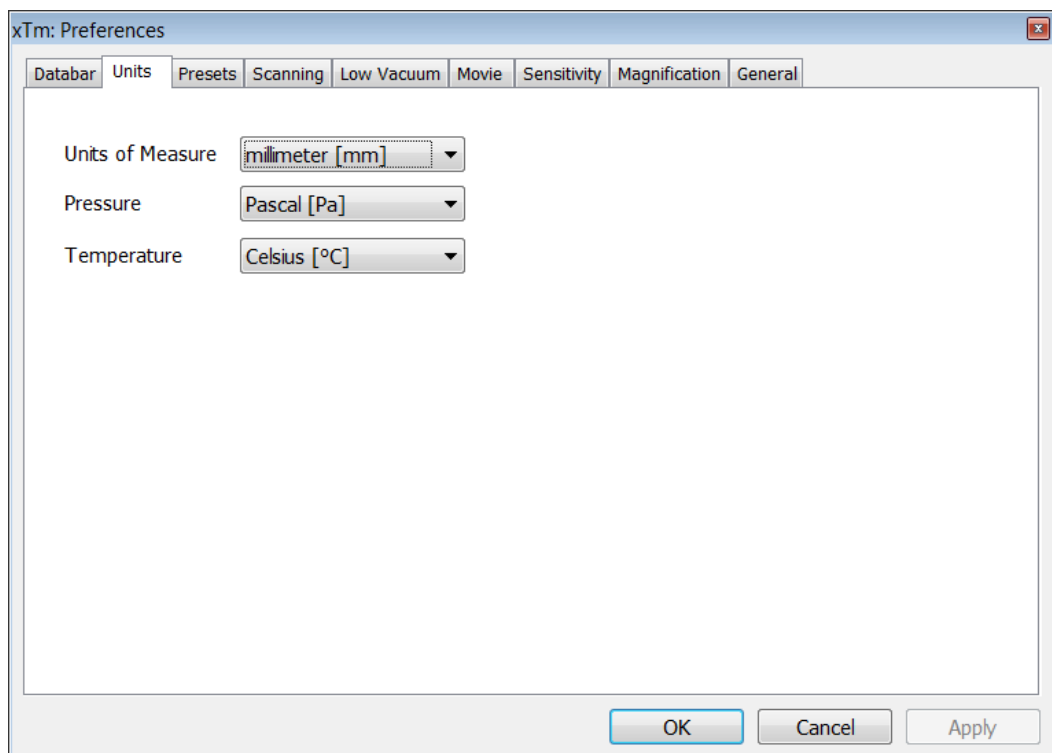 xTm: Preferences
Databar Units Presets Scanning Low Vacuum Movie Sensitivity Magnification General
Units of Measure millimeter [mm]
Pressure Pascal [Pa]
Temperature Celsius [ºC]
OK Cancel Apply